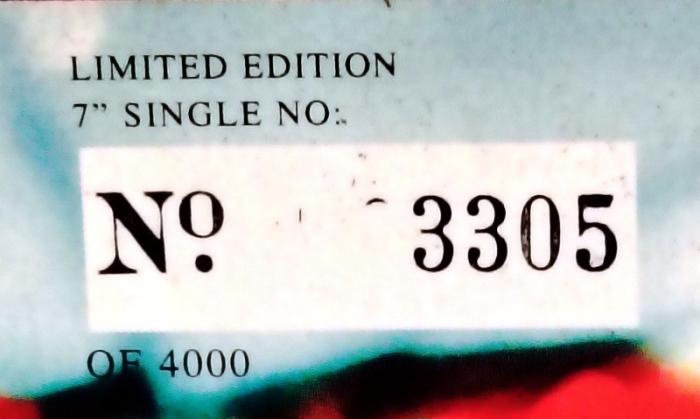 LIMITED EDITION
7” SINGLE NO:
Nº. 3305
OF 4000